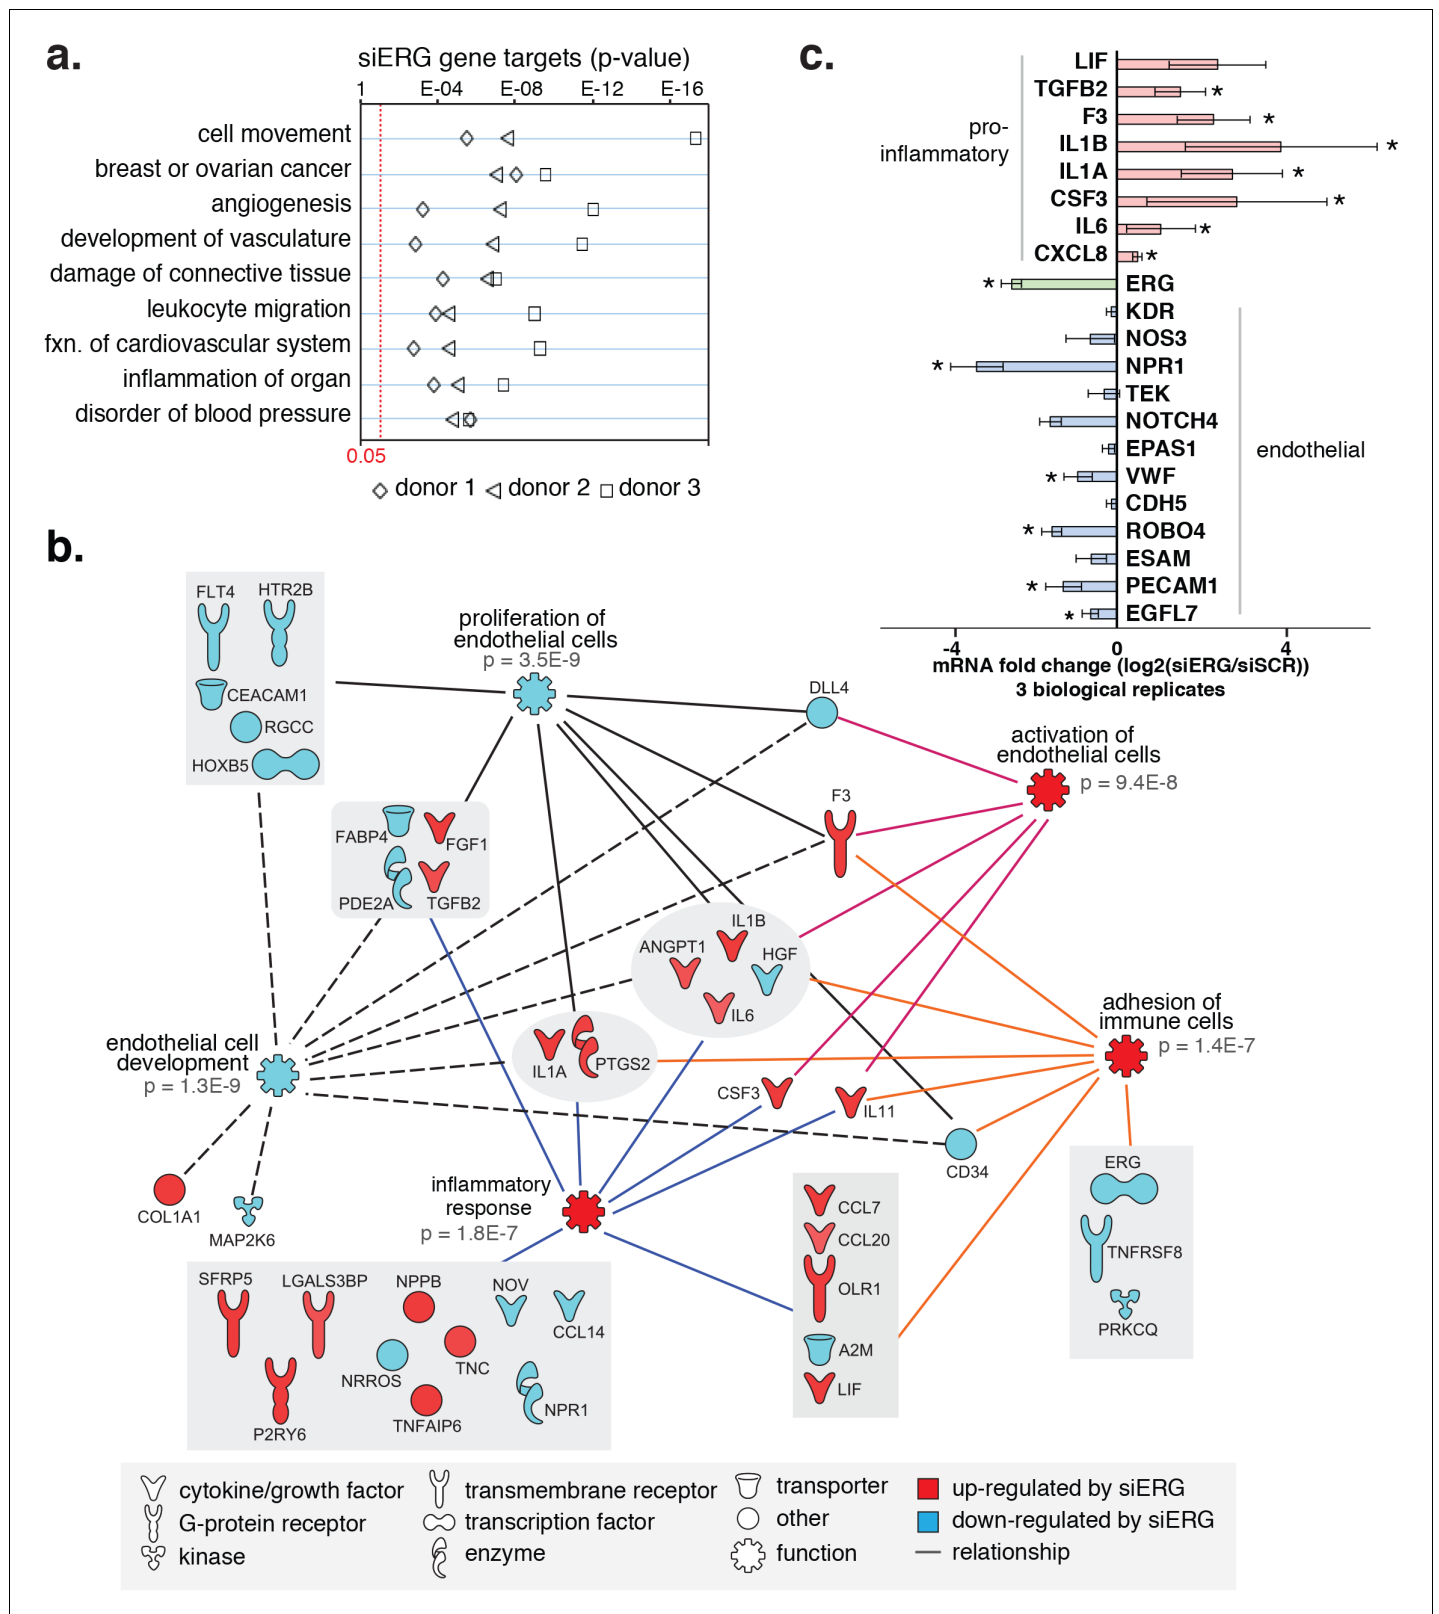 a.
siERG gene targets (p-value)
1 E-04 E-08 E-12 E-16
cell movement
breast or ovarian cancer
angiogenesis
development of vasculature
damage of connective tissue
leukocyte migration
fxn. of cardiovascular system
inflammation of organ
disorder of blood pressure
0.05
donor 1 donor 2 donor 3
c.
pro-
inflammatory
LIF
TGFB2 *
F3 *
IL1B *
IL1A *
CSF3 *
IL6 *
CXCL8 *
* ERG
KDR
NOS3
* NPR1
TEK
NOTCH4
EPAS1
* VWF
CDH5
* ROBO4
ESAM
* PECAM1
* EGFL7
endothelial
-4 0 4
mRNA fold change (log2(siERG/siSCR))
3 biological replicates
b.
FLT4 HTR2B
CEACAM1
RGCC
HOXB5
proliferation of
endothelial cells
p = 3.5E-9
DLL4
activation of
endothelial cells
p = 9.4E-8
F3
FABP4
FGF1
PDE2A
TGFB2
IL1B
ANGPT1
HGF
IL6
adhesion of
immune cells
p = 1.4E-7
endothelial cell
development
p = 1.3E-9
IL1A
PTGS2
CSF3
IL11
CD34
COL1A1
MAP2K6
inflammatory
response
p = 1.8E-7
ERG
TNFRSF8
PRKCQ
CCL7
CCL20
OLR1
A2M
LIF
SFRP5 LGALS3BP NPPB NOV
CCL14
TNC
NRROS
NPR1
TNFAIP6
P2RY6
cytokine/growth factor transmembrane receptor transporter up-regulated by siERG
G-protein receptor transcription factor other down-regulated by siERG
kinase enzyme function relationship